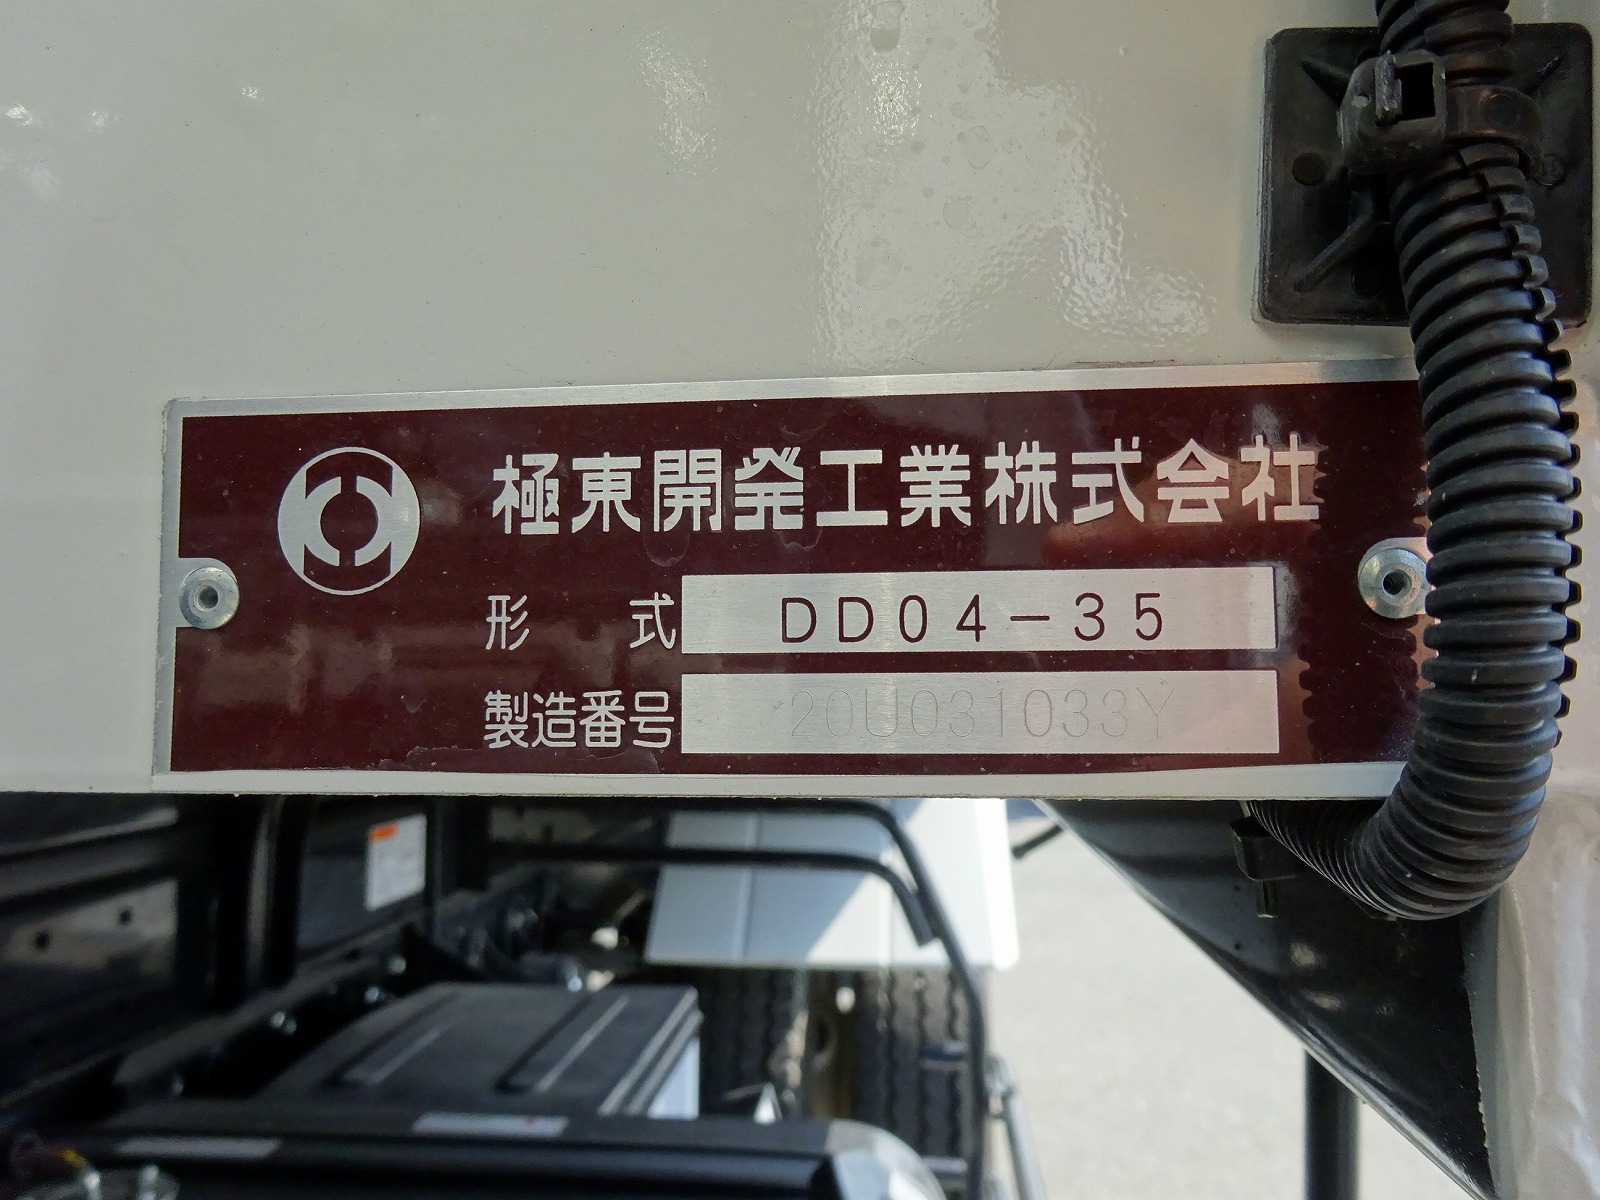 極東開発工業株式会社
形式 DD04-35
製造番号 20U031033Y